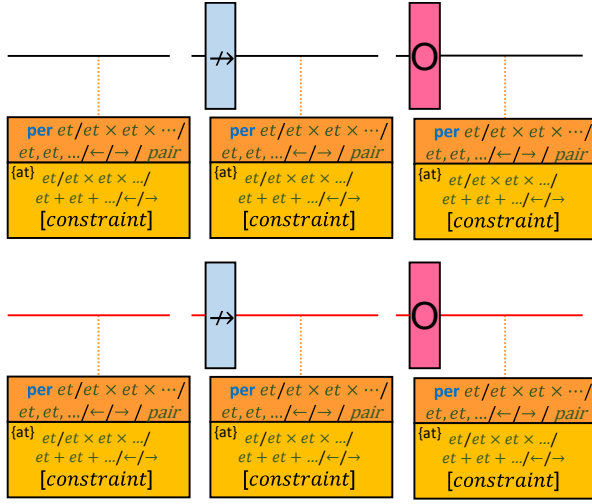 ↛ O
per et/et × et × ⋯/ per et/et × et × ⋯/ per et/et × et × ⋯/
et, et, .../←/→ / pair et, et, .../←/→ / pair et, et, .../←/→ / pair
{at} et/et × et × .../ {at} et/et × et × .../ {at} et/et × et × .../
et + et + .../←/→ et + et + .../←/→ et + et + .../←/→
[constraint] [constraint] [constraint]
↛ O
per et/et × et × ⋯/ per et/et × et × ⋯/ per et/et × et × ⋯/
et, et, .../←/→ / pair et, et, .../←/→ / pair et, et, .../←/→ / pair
{at} et/et × et × .../ {at} et/et × et × .../ {at} et/et × et × .../
et + et + .../←/→ et + et + .../←/→ et + et + .../←/→
[constraint] [constraint] [constraint]